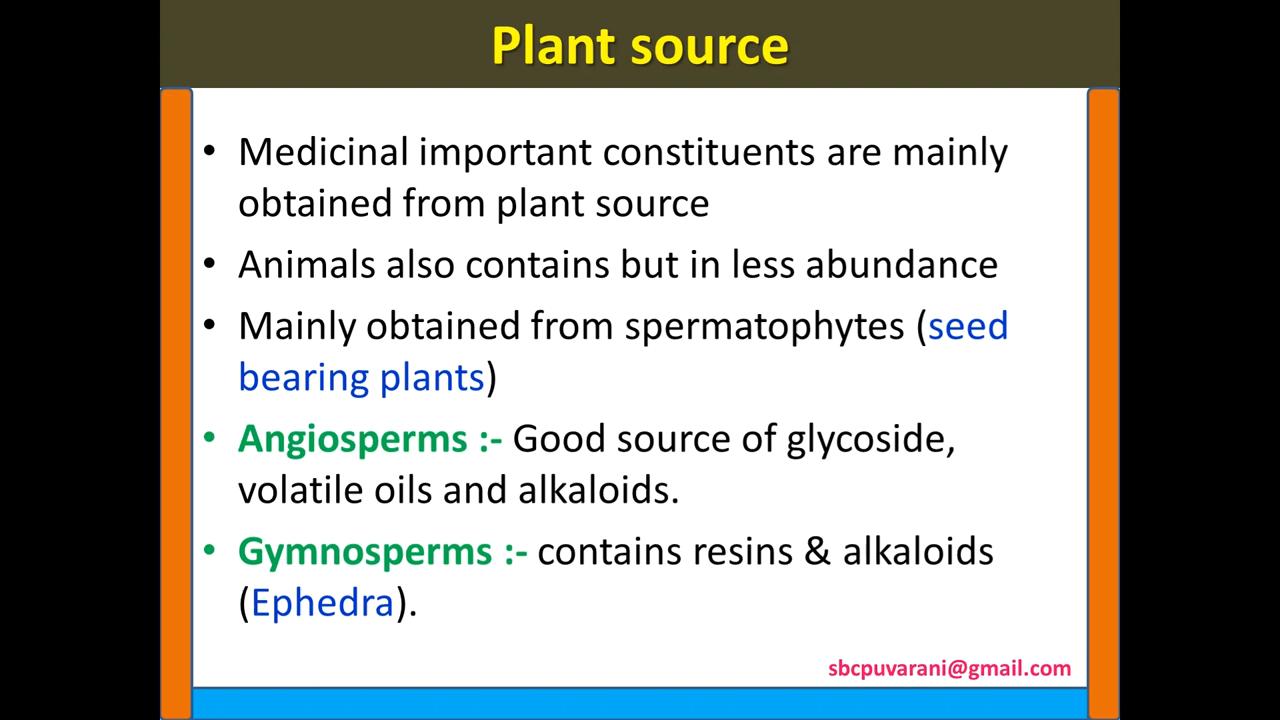 Plant source
• Medicinal important constituents are mainly
obtained from plant source
• Animals also contains but in less abundance
• Mainly obtained from spermatophytes (seed
bearing plants)
• Angiosperms :- Good source of glycoside,
volatile oils and alkaloids.
• Gymnosperms :- contains resins & alkaloids
(Ephedra).
sbcpuvarani@gmail.com